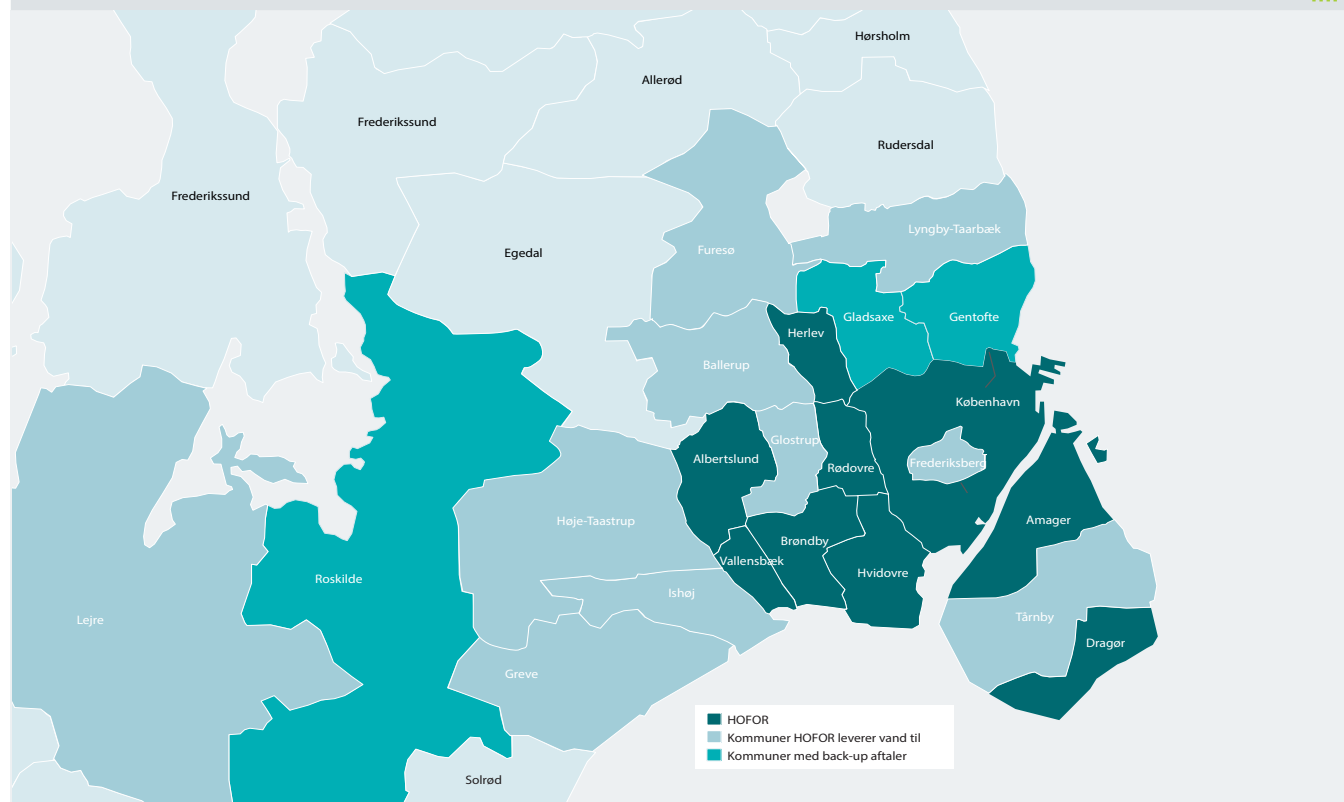 Hørsholm
Allerød
Frederikssund
Rudersdal
Frederikssund
Lyngby-Taarbæk
Egedal
Furesø
Gladsaxe
Gentofte
Herlev
Ballerup
København
Glostrup
Albertslund
Rødovre
Frederiksberg
Høje-Taastrup
Amager
Brøndby
Vallensbæk
Hvidovre
Roskilde
Ishøj
Lejre
Tårnby
Dragør
Greve
HOFOR
Kommuner HOFOR leverer vand til
Kommuner med back-up aftaler
Solrød